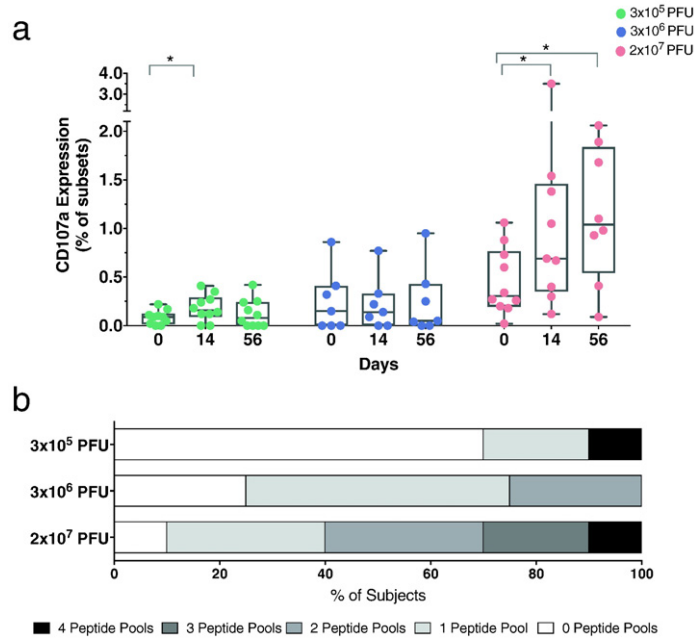 a
3x10⁵ PFU
3x10⁶ PFU
2x10⁷ PFU
* * *
4.0
3.0
2.0
1.0
0.5
0.0
CD107a Expression
(% of subsets)
0 14 56 0 14 56 0 14 56
Days
b
3x10⁵ PFU
3x10⁶ PFU
2x10⁷ PFU
0 20 40 60 80 100
% of Subjects
4 Peptide Pools 3 Peptide Pools 2 Peptide Pools 1 Peptide Pool 0 Peptide Pools